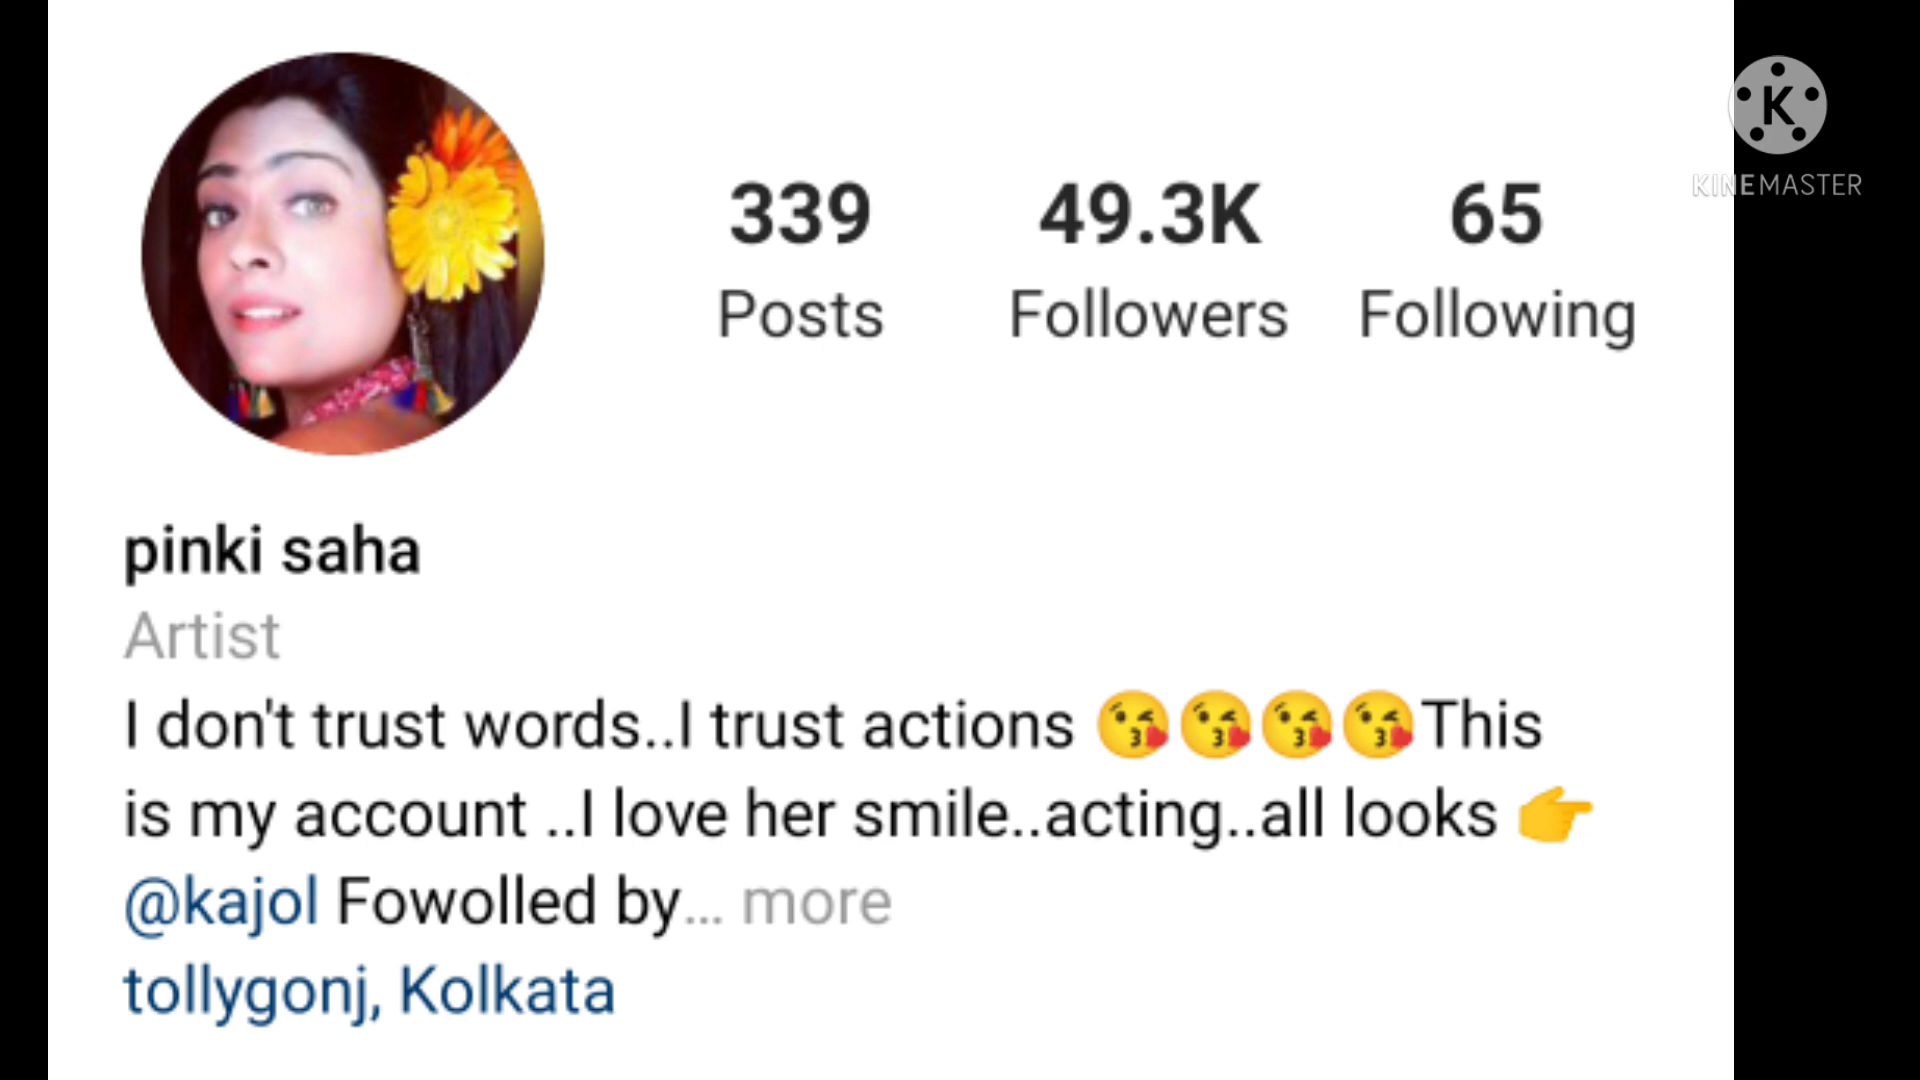 339 49.3K 65
Posts Followers Following
K
KINEMASTER
pinki saha
Artist
I don't trust words..I trust actions 😘😘😘😘This
is my account ..I love her smile..acting..all looks 👉
@kajol Fowolled by... more
tollygonj, Kolkata